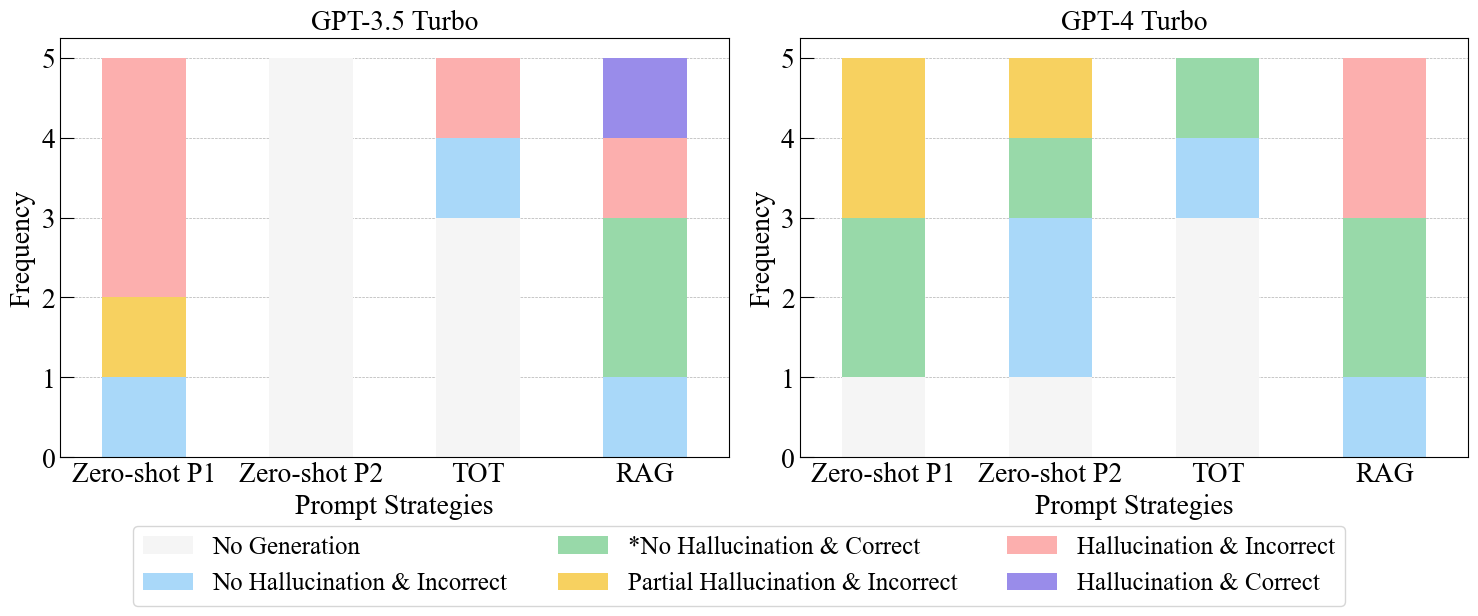 GPT-3.5 Turbo
5
4
3
2
1
0
Frequency
Zero-shot P1 Zero-shot P2 TOT RAG
Prompt Strategies
GPT-4 Turbo
5
4
3
2
1
0
Frequency
Zero-shot P1 Zero-shot P2 TOT RAG
Prompt Strategies
No Generation
No Hallucination & Incorrect
*No Hallucination & Correct
Partial Hallucination & Incorrect
Hallucination & Incorrect
Hallucination & Correct